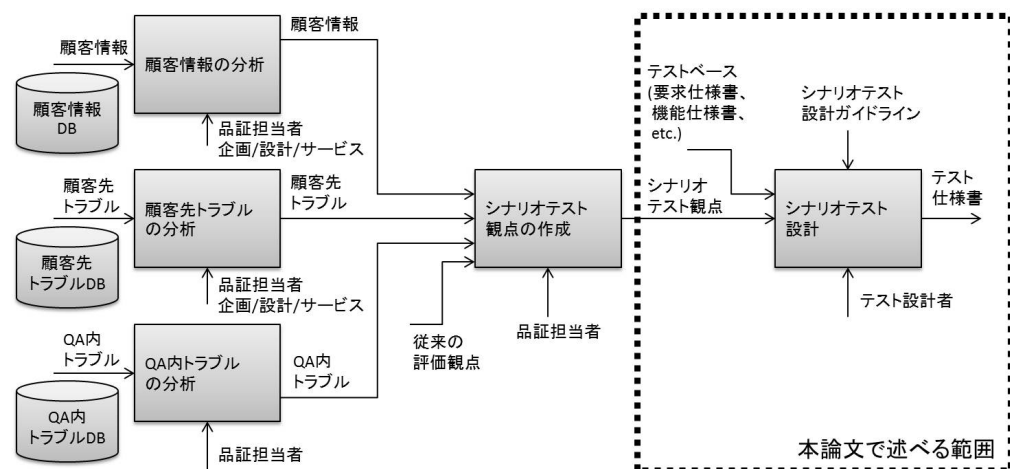 顧客情報
顧客情報
DB
顧客情報の分析
顧客情報
品証担当者
企画/設計/サービス
顧客先
トラブル
顧客先
トラブルDB
顧客先トラブル
の分析
顧客先
トラブル
品証担当者
企画/設計/サービス
QA内
トラブル
QA内
トラブルDB
QA内トラブル
の分析
QA内
トラブル
品証担当者
従来の
評価観点
シナリオテスト
観点の作成
品証担当者
シナリオ
テスト観点
テストベース
(要求仕様書、
機能仕様書、
etc.)
シナリオテスト
設計ガイドライン
シナリオテスト
設計
テスト
仕様書
テスト設計者
本論文で述べる範囲